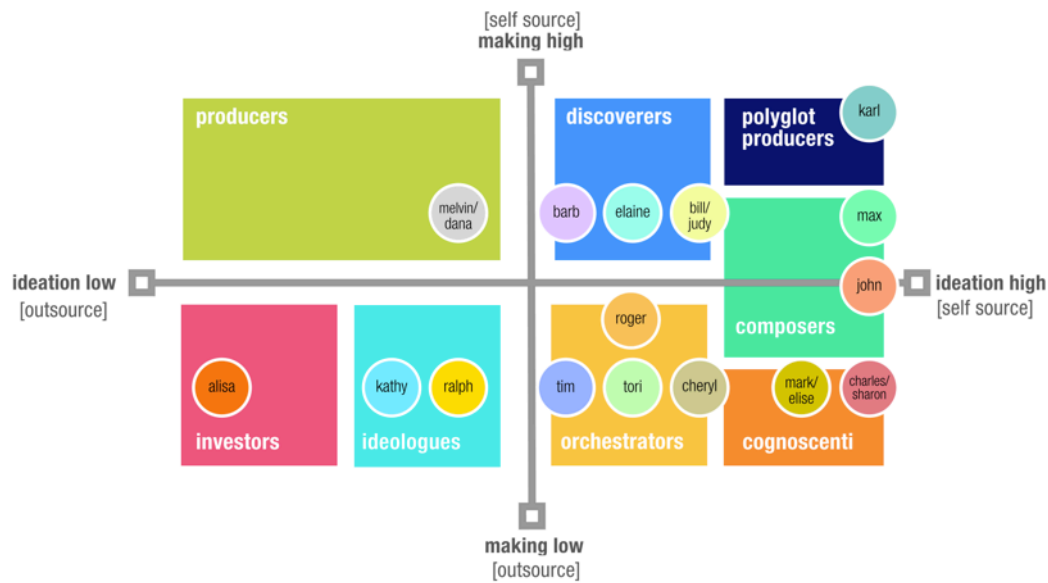 [self source]
making high
producers
discoverers
polyglot
producers
karl
melvin/
dana
barb
elaine
bill/
judy
max
ideation low
[outsource]
ideation high
[self source]
john
roger
composers
alisa
kathy
ralph
tim
tori
cheryl
mark/
elise
charles/
sharon
investors
ideologues
orchestrators
cognoscenti
making low
[outsource]